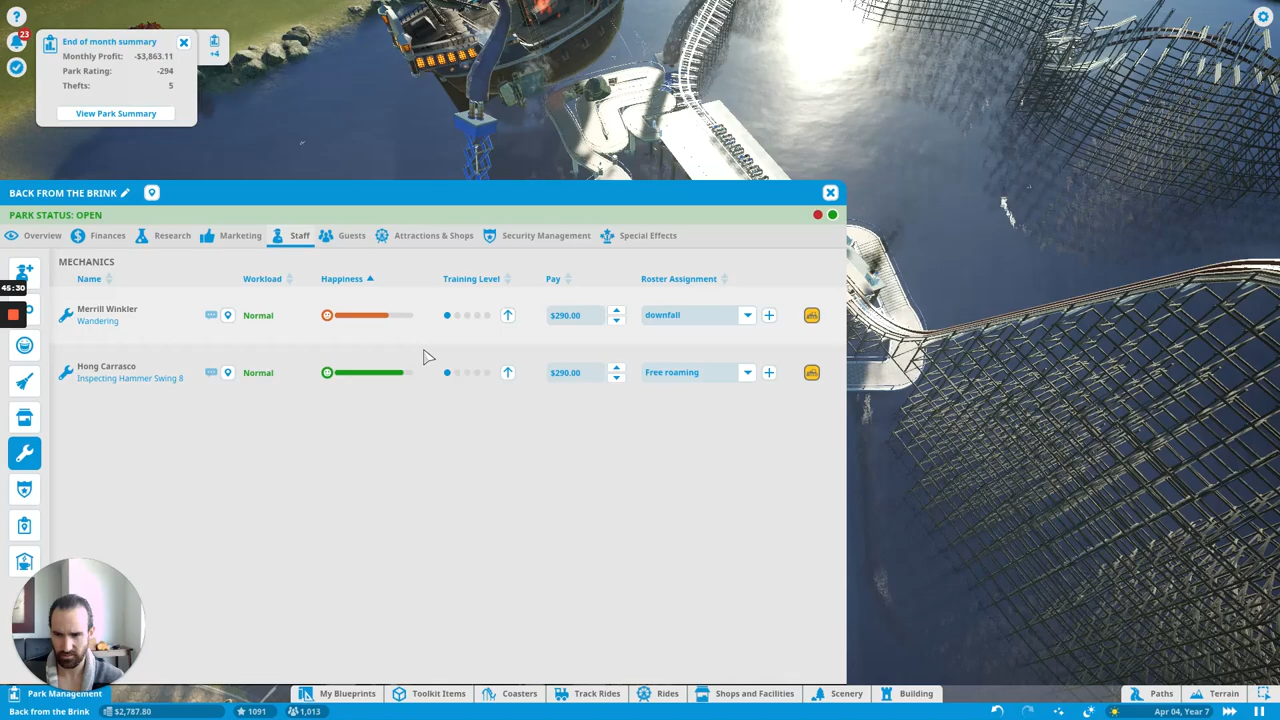 ?
23
End of month summary
Monthly Profit: -$3,863.11
Park Rating: -294
Thefts: 5
View Park Summary
+4
BACK FROM THE BRINK
PARK STATUS: OPEN
Overview Finances Research Marketing Staff Guests Attractions & Shops Security Management Special Effects
MECHANICS
Name Workload Happiness Training Level Pay Roster Assignment
45:30
Merrill Winkler
Wandering
Normal $290.00 downfall
Hong Carrasco
Inspecting Hammer Swing 8
Normal $290.00 Free roaming
Park Management My Blueprints Toolkit Items Coasters Track Rides Rides Shops and Facilities Scenery Building Paths Terrain
Back from the Brink $2,787.80 1091 1,013 Apr 04, Year 7